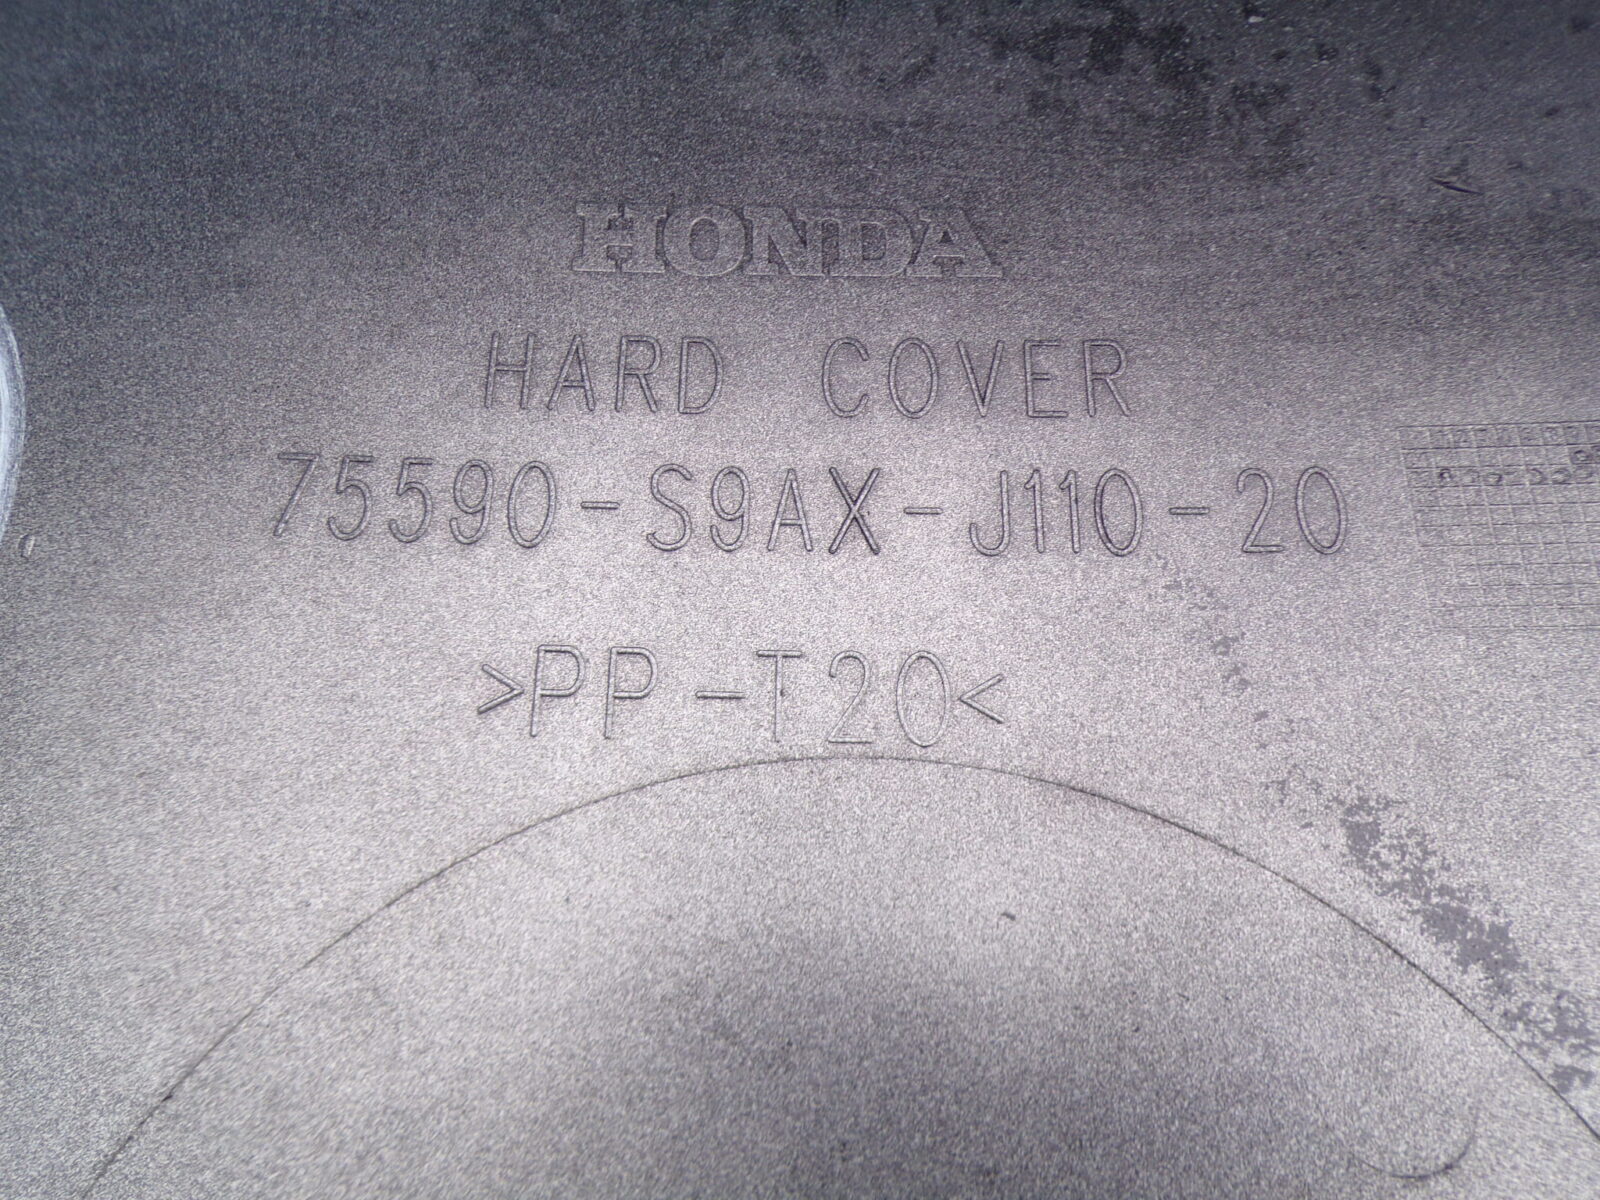 HONDA
HARD COVER
75590-S9AX-J110-20
>PP-T20<